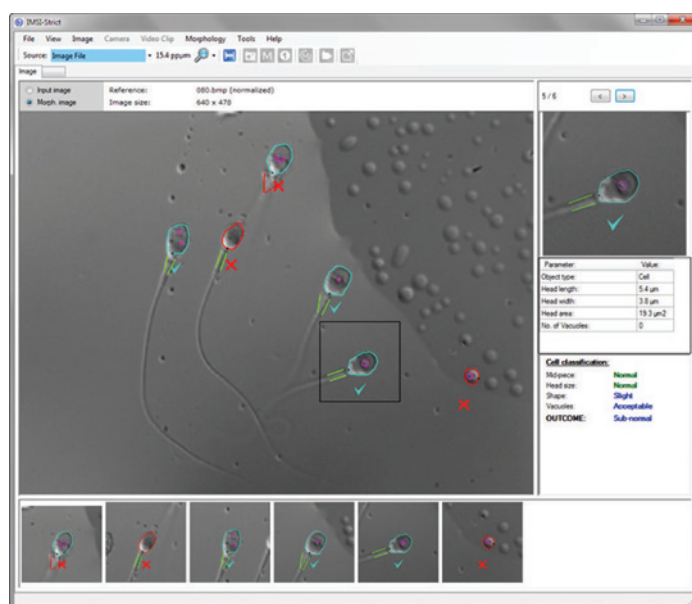 IMSI-Strict
File View Image Camera Video Clip Morphology Tools Help
Source: Image File 15.4 ppum
Image
Input image
Morph. image
Reference: 080.bmp (normalized)
Image size: 640 x 478
5 / 6 < >
Parameter: Value:
Object type: Cell
Head length: 5.4 µm
Head width: 3.8 µm
Head area: 19.3 µm2
No. of Vacuoles: 0
Cell classification:
Mid-piece: Normal
Head size: Normal
Shape: Slight
Vacuoles: Acceptable
OUTCOME: Sub-normal